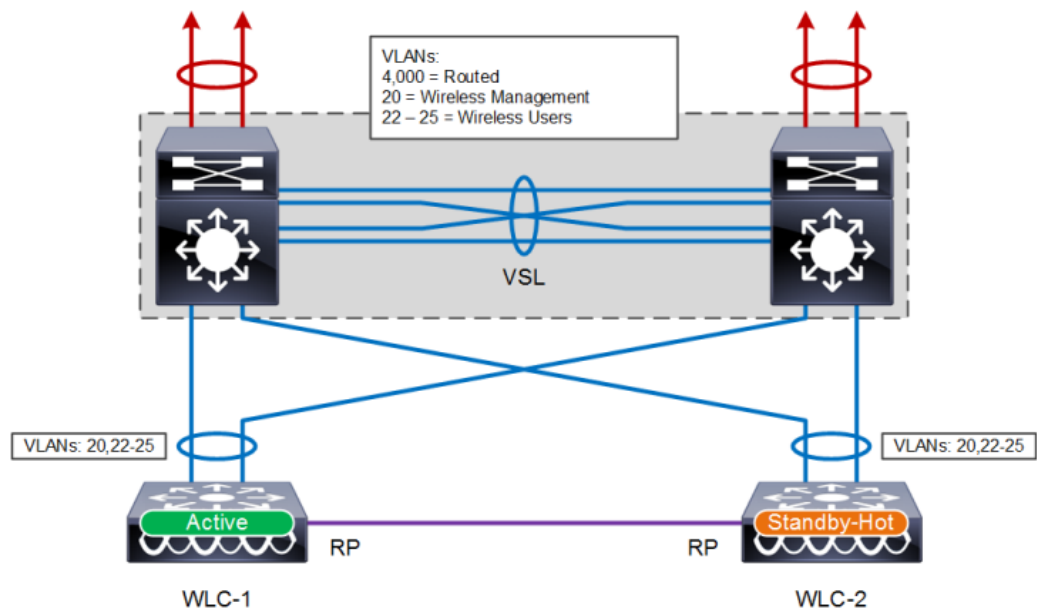 VLANs:
4,000 = Routed
20 = Wireless Management
22 – 25 = Wireless Users
VSL
VLANs: 20,22-25
VLANs: 20,22-25
Active
Standby-Hot
RP
RP
WLC-1
WLC-2